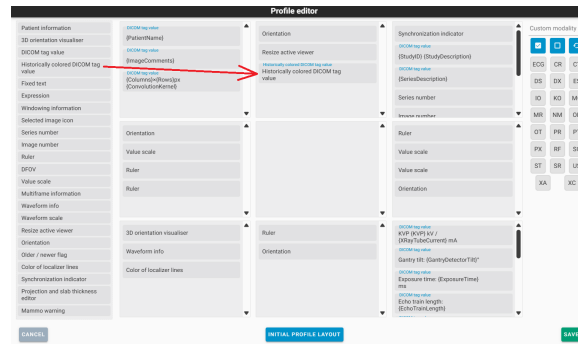 Profile editor
Patient information
3D orientation visualiser
DICOM tag value
Historically colored DICOM tag
value
Fixed text
Expression
Windowing information
Selected image icon
Series number
Image number
Ruler
DFOV
Value scale
Multiframe information
Waveform info
Waveform scale
Resize active viewer
Orientation
Older / newer flag
Color of localizer lines
Synchronization indicator
Projection and slab thickness
editor
Mammo warning
DICOM tag value
{PatientName}
DICOM tag value
{ImageComments}
DICOM tag value
{Columns}×{Rows}px
{ConvolutionKernel}
Orientation
Resize active viewer
Historically colored DICOM tag value
Historically colored DICOM tag
value
Synchronization indicator
DICOM tag value
{StudyID} {StudyDescription}
DICOM tag value
{SeriesDescription}
Series number
Image number
Orientation
Value scale
Ruler
Ruler
Ruler
Value scale
Value scale
Orientation
3D orientation visualiser
Waveform info
Color of localizer lines
Ruler
Orientation
DICOM tag value
KVP {KVP} kV /
{XRayTubeCurrent} mA
DICOM tag value
Gantry tilt: {GantryDetectorTilt}°
DICOM tag value
Exposure time: {ExposureTime}
ms
DICOM tag value
Echo train length:
{EchoTrainLength}
Custom modality
ECG CR
DS DX
IO KO
MR NM
OT PR
PX RF
ST SR
XA XC
CANCEL
INITIAL PROFILE LAYOUT
SAVE